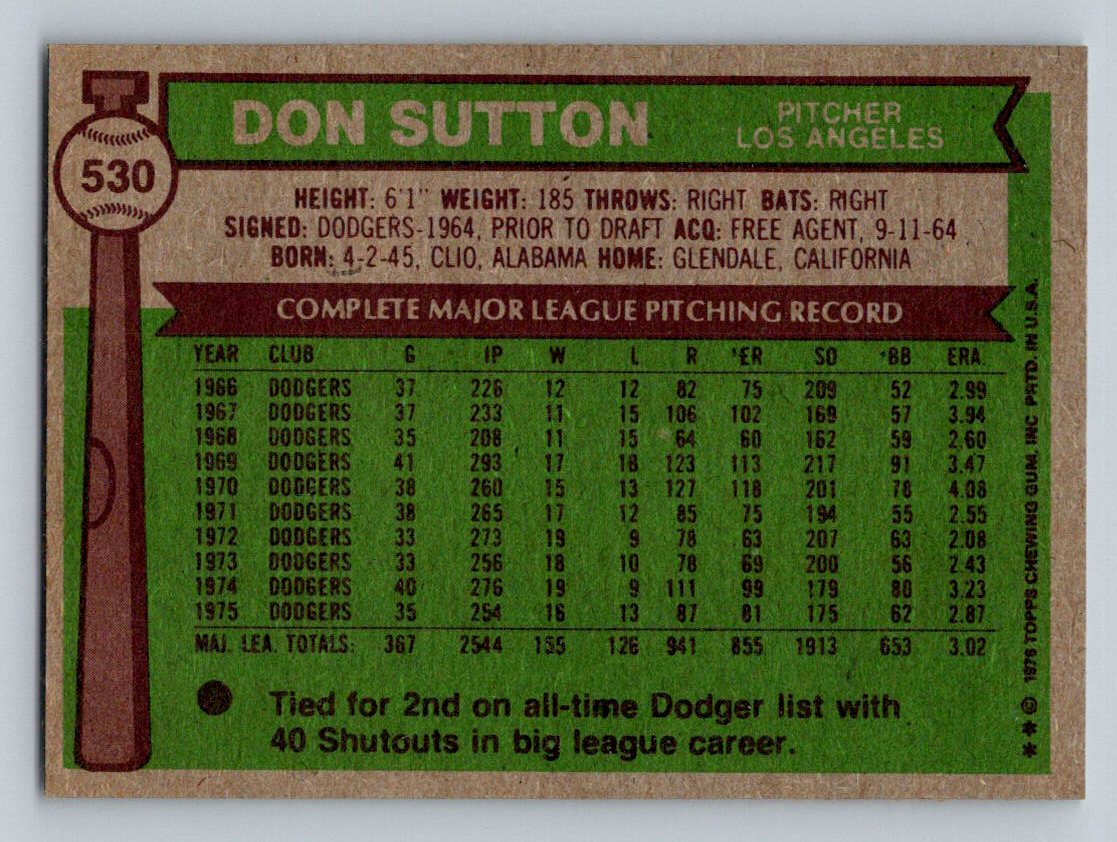 DON SUTTON
PITCHER
LOS ANGELES
530
HEIGHT: 6'1" WEIGHT: 185 THROWS: RIGHT BATS: RIGHT
SIGNED: DODGERS-1964, PRIOR TO DRAFT ACQ: FREE AGENT, 9-11-64
BORN: 4-2-45, CLIO, ALABAMA HOME: GLENDALE, CALIFORNIA
COMPLETE MAJOR LEAGUE PITCHING RECORD
YEAR CLUB G IP W L R *ER SO *BB ERA
1966 DODGERS 37 226 12 12 82 75 209 52 2.99
1967 DODGERS 37 233 11 15 106 102 169 57 3.94
1968 DODGERS 35 208 11 15 64 60 162 59 2.60
1969 DODGERS 41 293 17 18 123 113 217 91 3.47
1970 DODGERS 38 260 15 13 127 118 201 78 4.08
1971 DODGERS 38 265 17 12 85 75 194 55 2.55
1972 DODGERS 33 273 19 9 78 63 207 63 2.08
1973 DODGERS 33 256 18 10 78 69 200 56 2.43
1974 DODGERS 40 276 19 9 111 99 179 80 3.23
1975 DODGERS 35 254 16 13 87 81 175 62 2.87
MAJ. LEA. TOTALS: 367 2544 155 126 941 855 1913 653 3.02
Tied for 2nd on all-time Dodger list with
40 Shutouts in big league career.
** © 1976 TOPPS CHEWING GUM, INC PRTD. IN U.S.A.